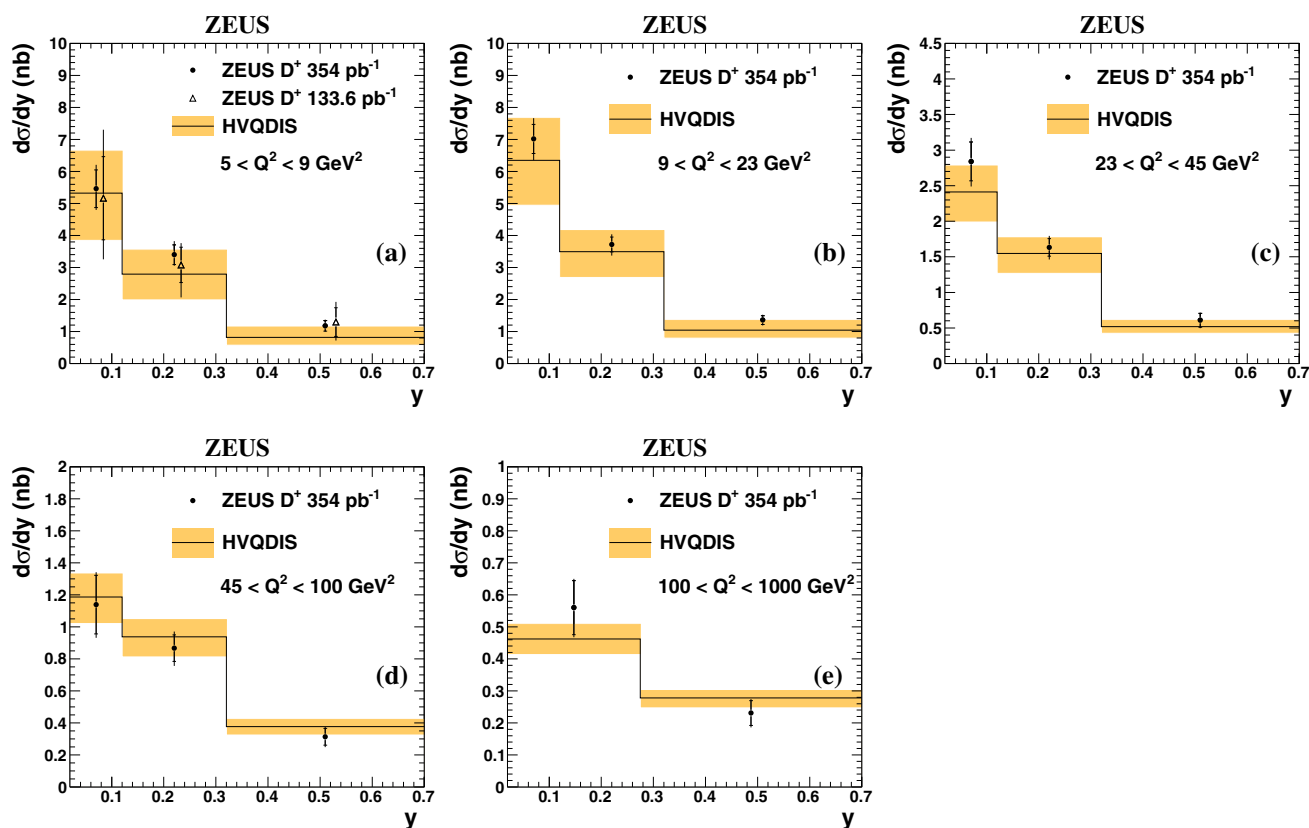 ZEUS
dσ/dy (nb)
10
9
8
7
6
5
4
3
2
1
0
ZEUS D⁺ 354 pb⁻¹
ZEUS D⁺ 133.6 pb⁻¹
HVQDIS
5 < Q² < 9 GeV²
(a)
0.1 0.2 0.3 0.4 0.5 0.6 0.7
y
ZEUS
dσ/dy (nb)
10
9
8
7
6
5
4
3
2
1
0
ZEUS D⁺ 354 pb⁻¹
HVQDIS
9 < Q² < 23 GeV²
(b)
0.1 0.2 0.3 0.4 0.5 0.6 0.7
y
ZEUS
dσ/dy (nb)
4.5
4
3.5
3
2.5
2
1.5
1
0.5
0
ZEUS D⁺ 354 pb⁻¹
HVQDIS
23 < Q² < 45 GeV²
(c)
0.1 0.2 0.3 0.4 0.5 0.6 0.7
y
ZEUS
dσ/dy (nb)
2
1.8
1.6
1.4
1.2
1
0.8
0.6
0.4
0.2
0
ZEUS D⁺ 354 pb⁻¹
HVQDIS
45 < Q² < 100 GeV²
(d)
0.1 0.2 0.3 0.4 0.5 0.6 0.7
y
ZEUS
dσ/dy (nb)
1
0.9
0.8
0.7
0.6
0.5
0.4
0.3
0.2
0.1
0
ZEUS D⁺ 354 pb⁻¹
HVQDIS
100 < Q² < 1000 GeV²
(e)
0.1 0.2 0.3 0.4 0.5 0.6 0.7
y